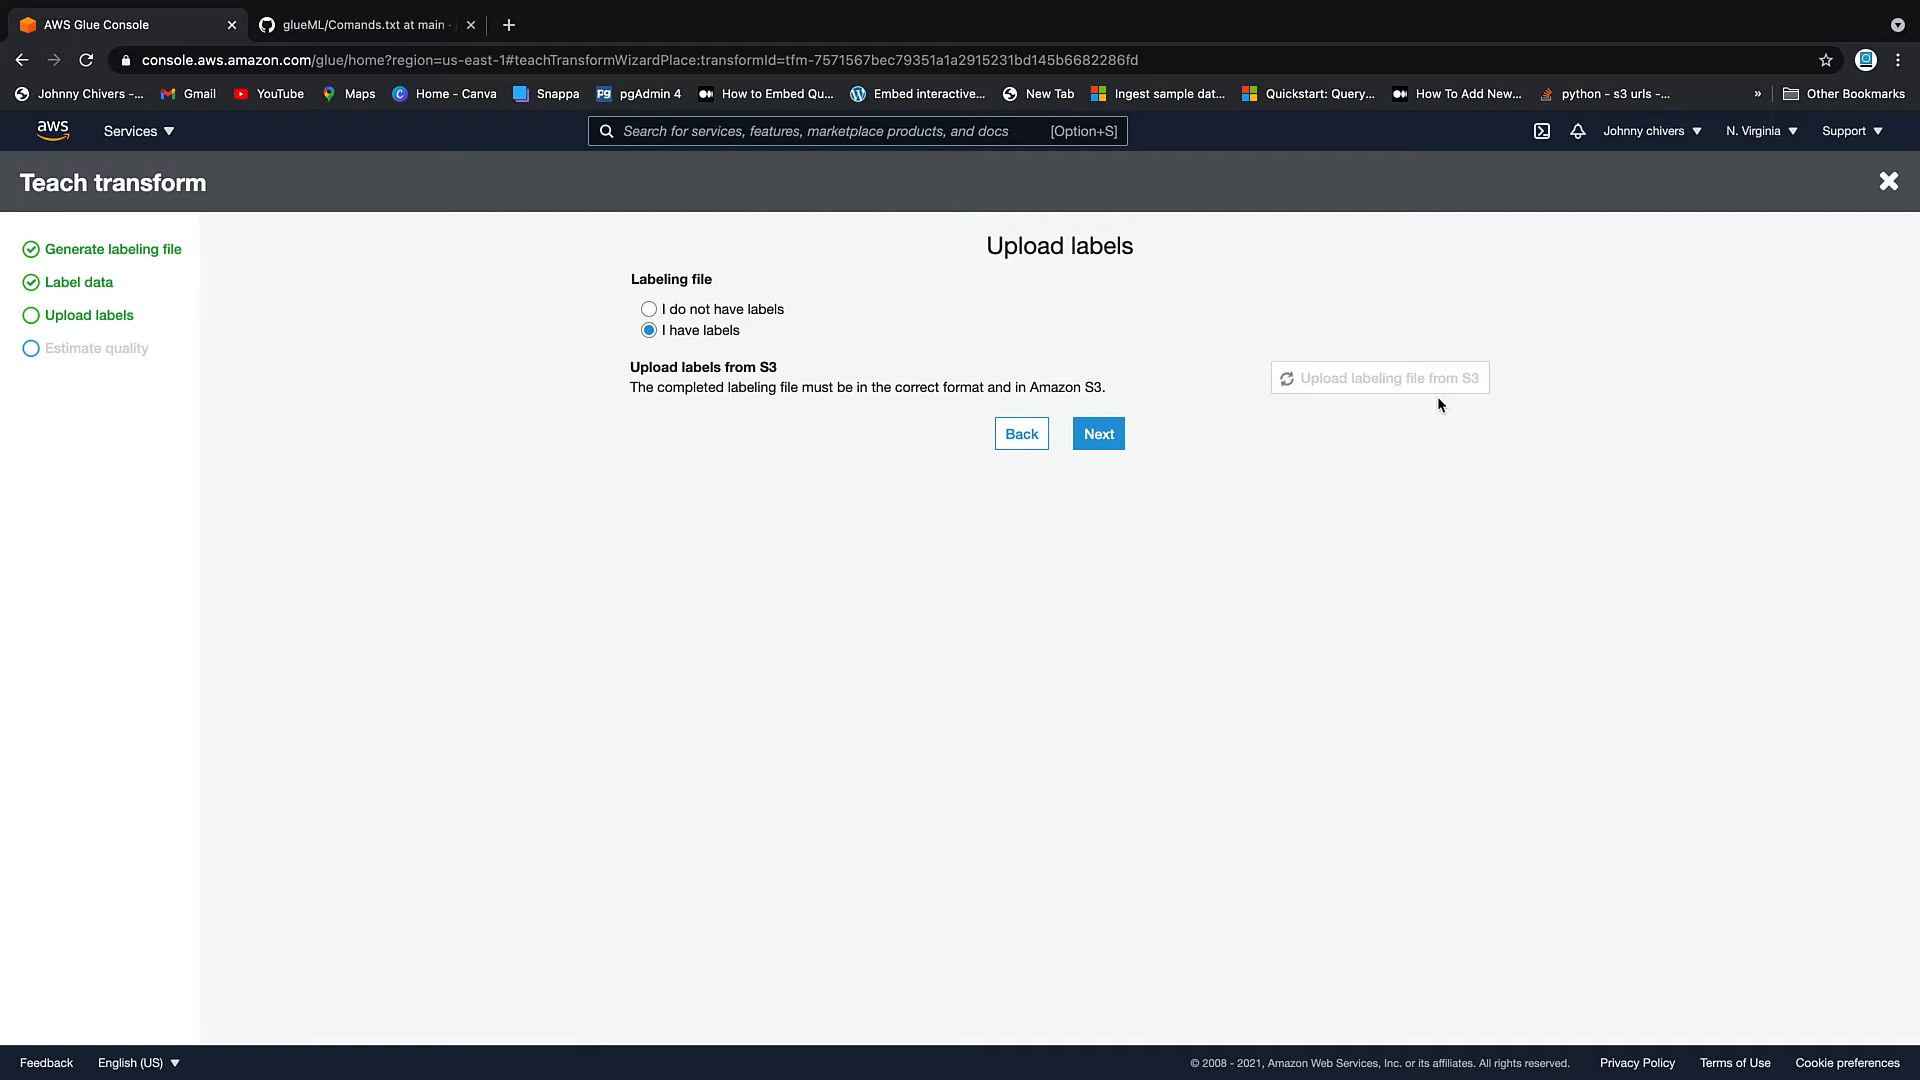 AWS Glue Console
glueML/Comands.txt at main ·
console.aws.amazon.com/glue/home?region=us-east-1#teachTransformWizardPlace:transformId=tfm-7571567bec79351a1a2915231bd145b6682286fd
Johnny Chivers -... Gmail YouTube Maps Home - Canva Snappa pgAdmin 4 How to Embed Qu... Embed interactive... New Tab Ingest sample dat... Quickstart: Query... How To Add New... python - s3 urls -... » Other Bookmarks
aws Services Search for services, features, marketplace products, and docs [Option+S] Johnny chivers N. Virginia Support
Teach transform
Generate labeling file
Label data
Upload labels
Estimate quality
Upload labels
Labeling file
I do not have labels
I have labels
Upload labels from S3
The completed labeling file must be in the correct format and in Amazon S3.
Upload labeling file from S3
Back Next
Feedback English (US) © 2008 - 2021, Amazon Web Services, Inc. or its affiliates. All rights reserved. Privacy Policy Terms of Use Cookie preferences